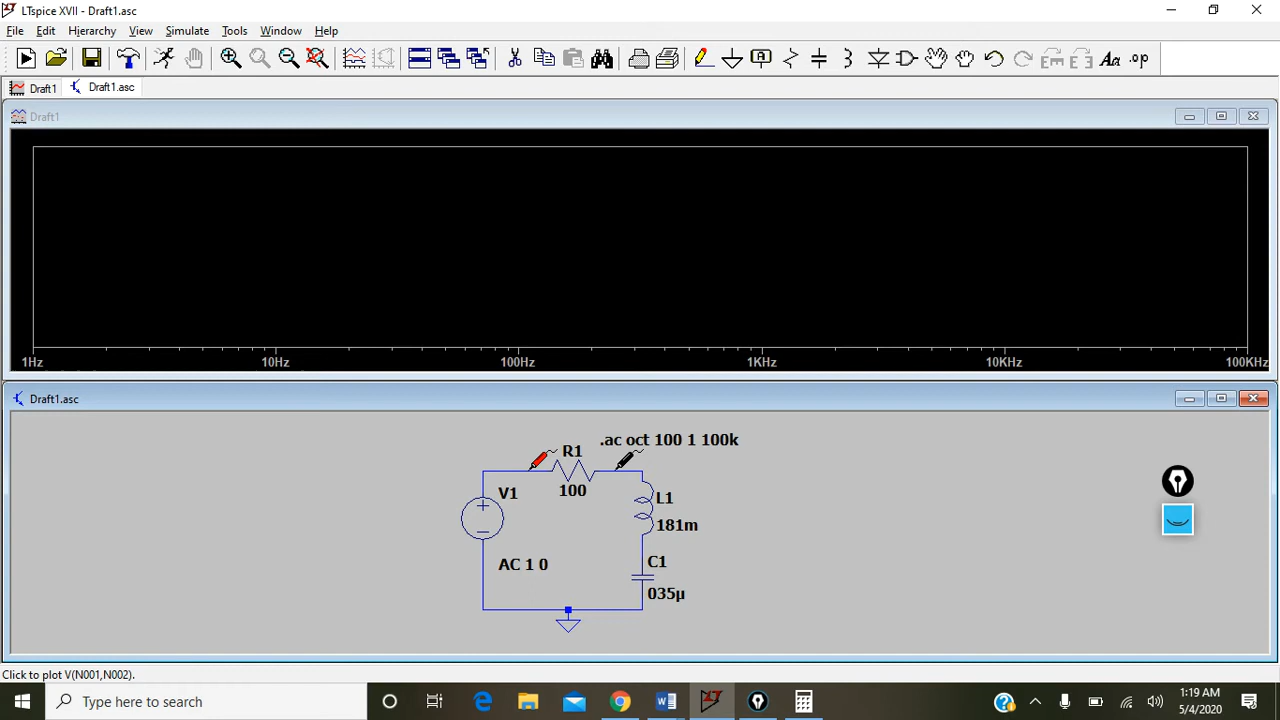 LTspice XVII - Draft1.asc
File Edit Hierarchy View Simulate Tools Window Help
.op
Draft1 Draft1.asc
Draft1
1Hz 10Hz 100Hz 1KHz 10KHz 100KHz
Draft1.asc
.ac oct 100 1 100k
R1
100
V1
L1
181m
AC 1 0
C1
035µ
Click to plot V(N001,N002).
Type here to search
1:19 AM
5/4/2020